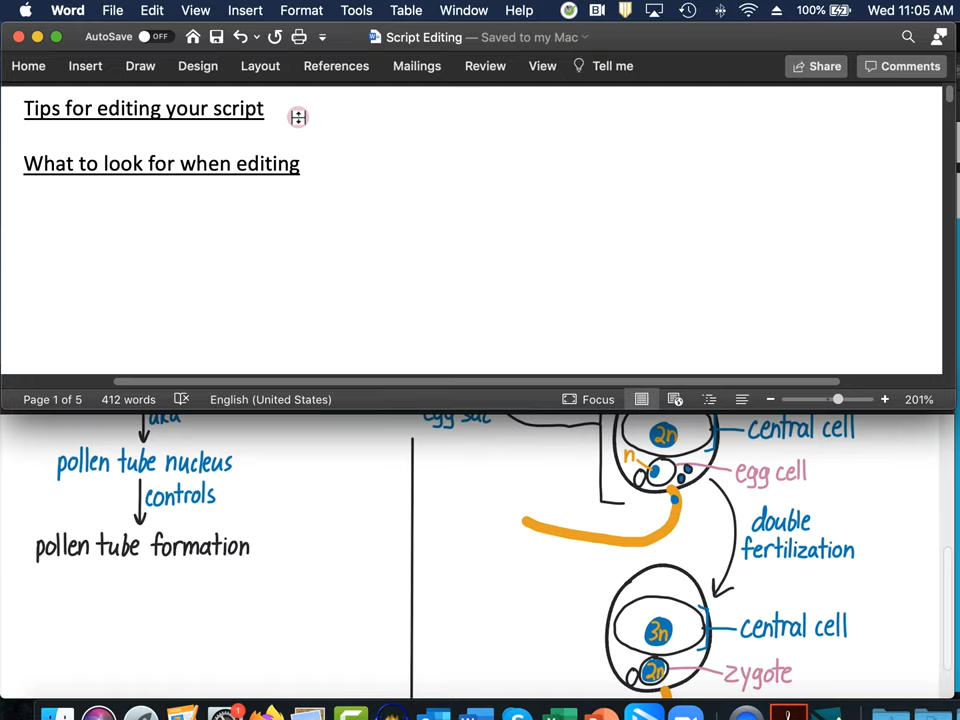 Word File Edit View Insert Format Tools Table Window Help 100% Wed 11:05 AM
AutoSave OFF Script Editing — Saved to my Mac
Home Insert Draw Design Layout References Mailings Review View Tell me Share Comments
Tips for editing your script
What to look for when editing
Page 1 of 5 412 words English (United States) Focus 201%
aka
egg sac
2n
central cell
pollen tube nucleus
n
egg cell
controls
double
fertilization
pollen tube formation
3n
central cell
2n
zygote
1